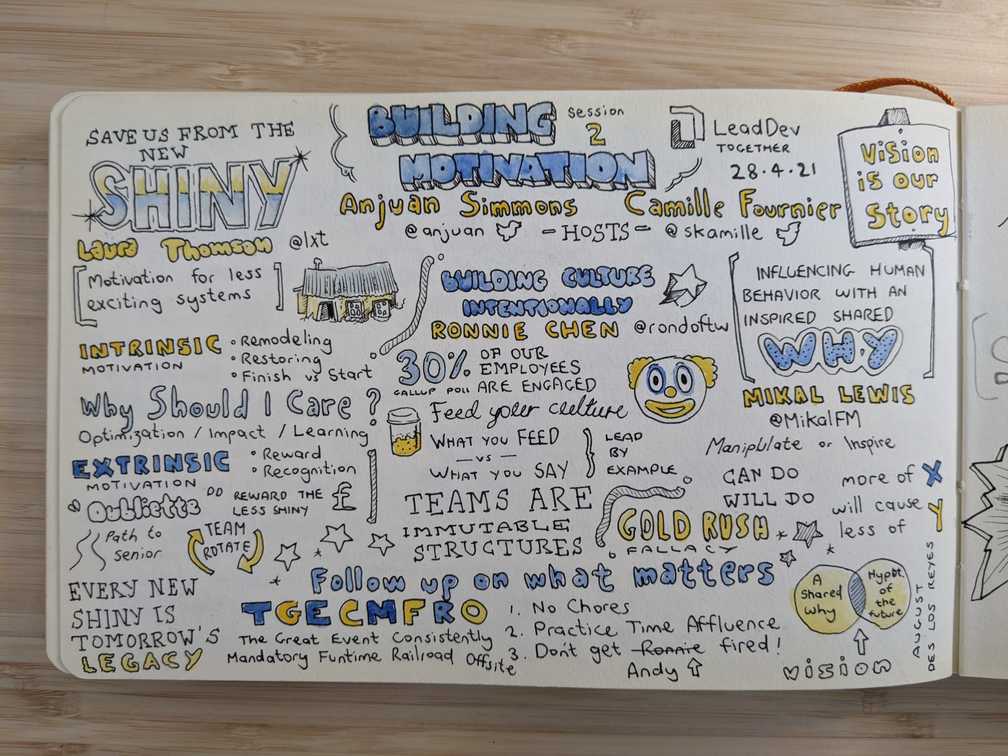 SAVE US FROM THE
NEW
SHINY
Laura Thomson @lxt
Motivation for less
exciting systems
INTRINSIC
MOTIVATION
• Remodeling
• Restoring
• Finish vs Start
Why Should I Care?
Optimization / Impact / Learning
EXTRINSIC
MOTIVATION
• Reward
• Recognition
Oubliette
REWARD THE
LESS SHINY
£
Path to
senior
TEAM
ROTATE
EVERY NEW
SHINY IS
TOMORROW'S
LEGACY
BUILDING
MOTIVATION
Session
2
LeadDev
TOGETHER
28.4.21
Anjuan Simmons Camille Fournier
@anjuan - HOSTS - @skamille
BUILDING CULTURE
INTENTIONALLY
RONNIE CHEN @rondoftw
30% OF OUR
EMPLOYEES
ARE ENGAGED
GALLUP POLL
Feed your culture
WHAT YOU FEED
- VS -
WHAT YOU SAY
LEAD
BY
EXAMPLE
TEAMS ARE
IMMUTABLE
STRUCTURES
GOLD RUSH
FALLACY
Follow up on what matters
TGECMFRO
The Great Event Consistently
Mandatory Funtime Railroad Offsite
1. No Chores
2. Practice Time Affluence
3. Don't get Ronnie fired!
Andy
Vision
is our
Story
INFLUENCING HUMAN
BEHAVIOR WITH AN
INSPIRED SHARED
WHY
MIKAL LEWIS
@MikalFM
Manipulate or Inspire
CAN DO
WILL DO
more of X
will cause
less of Y
A
Shared
Why
Hypot.
of the
future
vision
AUGUST
DES LOS REYES